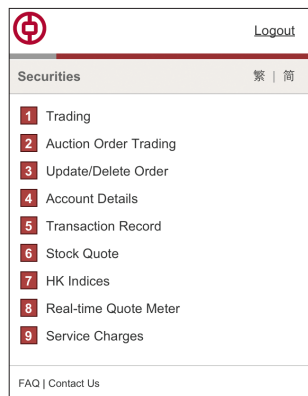 Logout
Securities 繁 | 简
1 Trading
2 Auction Order Trading
3 Update/Delete Order
4 Account Details
5 Transaction Record
6 Stock Quote
7 HK Indices
8 Real-time Quote Meter
9 Service Charges
FAQ | Contact Us